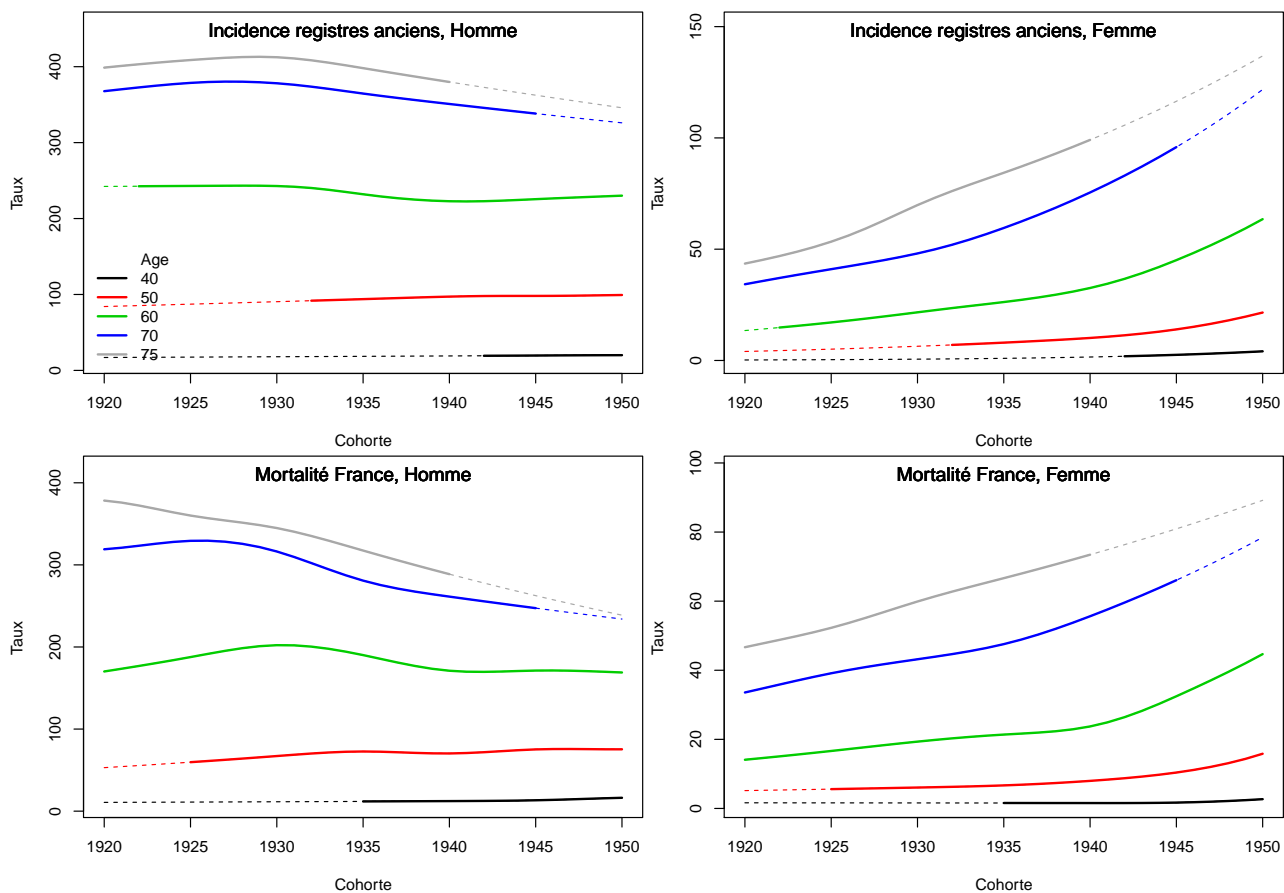 Incidence registres anciens, Homme
Taux
0 100 200 300 400
Age
40
50
60
70
75
1920 1925 1930 1935 1940 1945 1950
Cohorte
Incidence registres anciens, Femme
Taux
0 50 100 150
1920 1925 1930 1935 1940 1945 1950
Cohorte
Mortalité France, Homme
Taux
0 100 200 300 400
1920 1925 1930 1935 1940 1945 1950
Cohorte
Mortalité France, Femme
Taux
0 20 40 60 80 100
1920 1925 1930 1935 1940 1945 1950
Cohorte